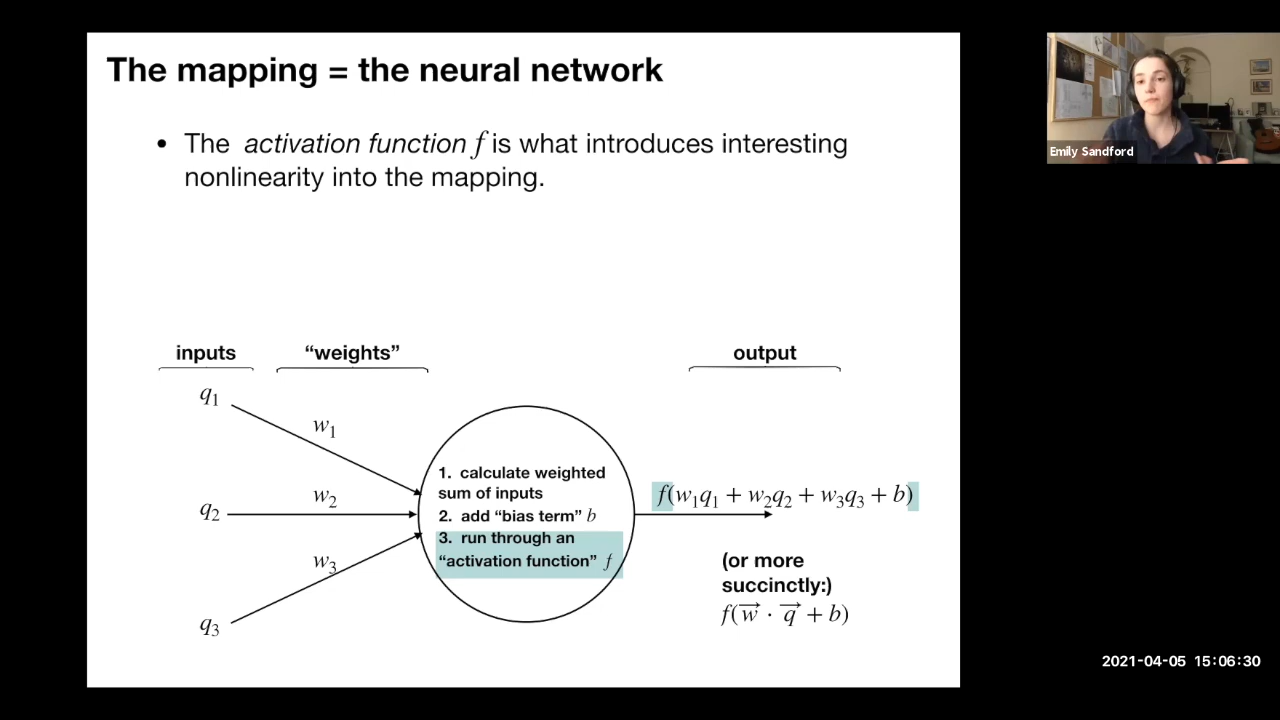 The mapping = the neural network
• The activation function f is what introduces interesting
nonlinearity into the mapping.
inputs
“weights”
output
q1
w1
q2
w2
q3
w3
1. calculate weighted
sum of inputs
2. add “bias term” b
3. run through an
“activation function” f
f(w1q1 + w2q2 + w3q3 + b)
(or more
succinctly:)
f(w⃗ · q⃗ + b)
Emily Sandford
2021-04-05 15:06:30